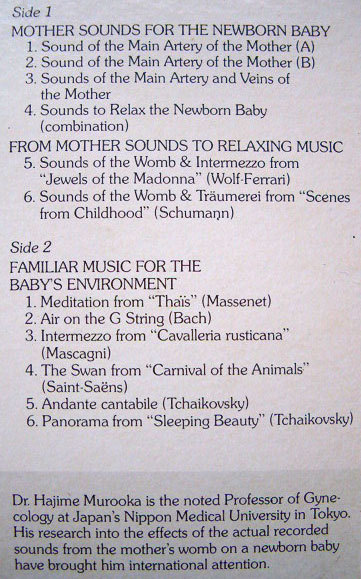 Side 1
MOTHER SOUNDS FOR THE NEWBORN BABY
1. Sound of the Main Artery of the Mother (A)
2. Sound of the Main Artery of the Mother (B)
3. Sounds of the Main Artery and Veins of
the Mother
4. Sounds to Relax the Newborn Baby
(combination)
FROM MOTHER SOUNDS TO RELAXING MUSIC
5. Sounds of the Womb & Intermezzo from
“Jewels of the Madonna” (Wolf-Ferrari)
6. Sounds of the Womb & Träumerei from “Scenes
from Childhood” (Schumann)
Side 2
FAMILIAR MUSIC FOR THE
BABY'S ENVIRONMENT
1. Meditation from “Thaïs” (Massenet)
2. Air on the G String (Bach)
3. Intermezzo from “Cavalleria rusticana”
(Mascagni)
4. The Swan from “Carnival of the Animals”
(Saint-Saëns)
5. Andante cantabile (Tchaikovsky)
6. Panorama from “Sleeping Beauty” (Tchaikovsky)
Dr. Hajime Murooka is the noted Professor of Gyne-
cology at Japan's Nippon Medical University in Tokyo.
His research into the effects of the actual recorded
sounds from the mother's womb on a newborn baby
have brought him international attention.